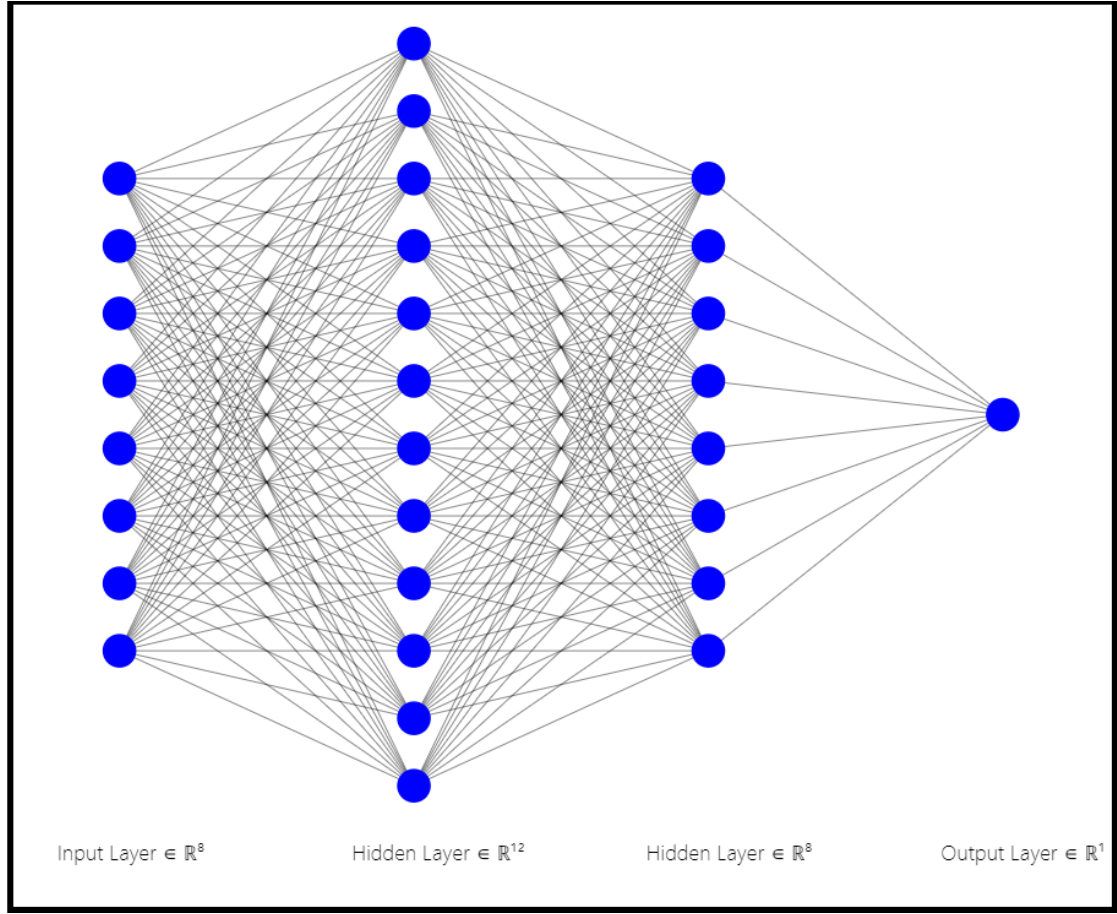 Input Layer ∈ ℝ⁸
Hidden Layer ∈ ℝ¹²
Hidden Layer ∈ ℝ⁸
Output Layer ∈ ℝ¹